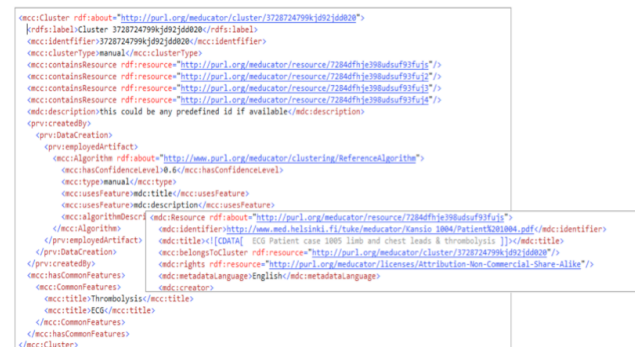 <mcc:Cluster rdf:about="http://purl.org/meducator/cluster/3728724799kjd92jdd020">
<rdfs:label>Cluster 3728724799kjd92jdd020</rdfs:label>
<mcc:identfifier>3728724799kjd92jdd020</mcc:identfifier>
<mcc:clusterType>manual</mcc:clusterType>
<mcc:containsResource rdf:resource="http://purl.org/meducator/resource/7284dfhje398udsuf93fujs"/>
<mcc:containsResource rdf:resource="http://purl.org/meducator/resource/7284dfhje398udsuf93fuj2"/>
<mcc:containsResource rdf:resource="http://purl.org/meducator/resource/7284dfhje398udsuf93fuj3"/>
<mcc:containsResource rdf:resource="http://purl.org/meducator/resource/7284dfhje398udsuf93fuj4"/>
<mdc:description>this could be any predefined id if available</mdc:description>
<prv:createdBy>
<prv:DataCreation>
<prv:employedArtifact>
<mcc:Algorithm rdf:about="http://www.purl.org/meducator/clustering/ReferenceAlgorithm">
<mcc:hasConfidenceLevel>0.6</mcc:hasConfidenceLevel>
<mcc:type>manual</mcc:type>
<mcc:usesFeature>mdc:title</mcc:usesFeature>
<mcc:usesFeature>mdc:description</mcc:usesFeature>
<mcc:algorithmDescri
</mcc:Algorithm>
</prv:employedArtifact>
</prv:DataCreation>
</prv:createdBy>
<mcc:hasCommonFeatures>
<mcc:CommonFeatures>
<mcc:title>Thrombolysis</mcc:title>
<mcc:title>ECG</mcc:title>
</mcc:CommonFeatures>
</mcc:hasCommonFeatures>
</mcc:Cluster>
<mdc:Resource rdf:about="http://purl.org/meducator/resource/7284dfhje398udsuf93fujs">
<mdc:identifier>http://www.med.helsinki.fi/tuke/meducator/Kansio 1004/Patient%201004.pdf</mdc:identifier>
<mdc:title><![CDATA[ ECG Patient case 1005 limb and chest leads & thrombolysis ]]></mdc:title>
<mcc:belongsToCluster rdf:resource="http://purl.org/meducator/cluster/3728724799kjd92jdd020"/>
<mdc:rights rdf:resource="http://purl.org/meducator/licenses/Attribution-Non-Commercial-Share-Alike"/>
<mdc:metadataLanguage>English</mdc:metadataLanguage>
<mdc:creator>